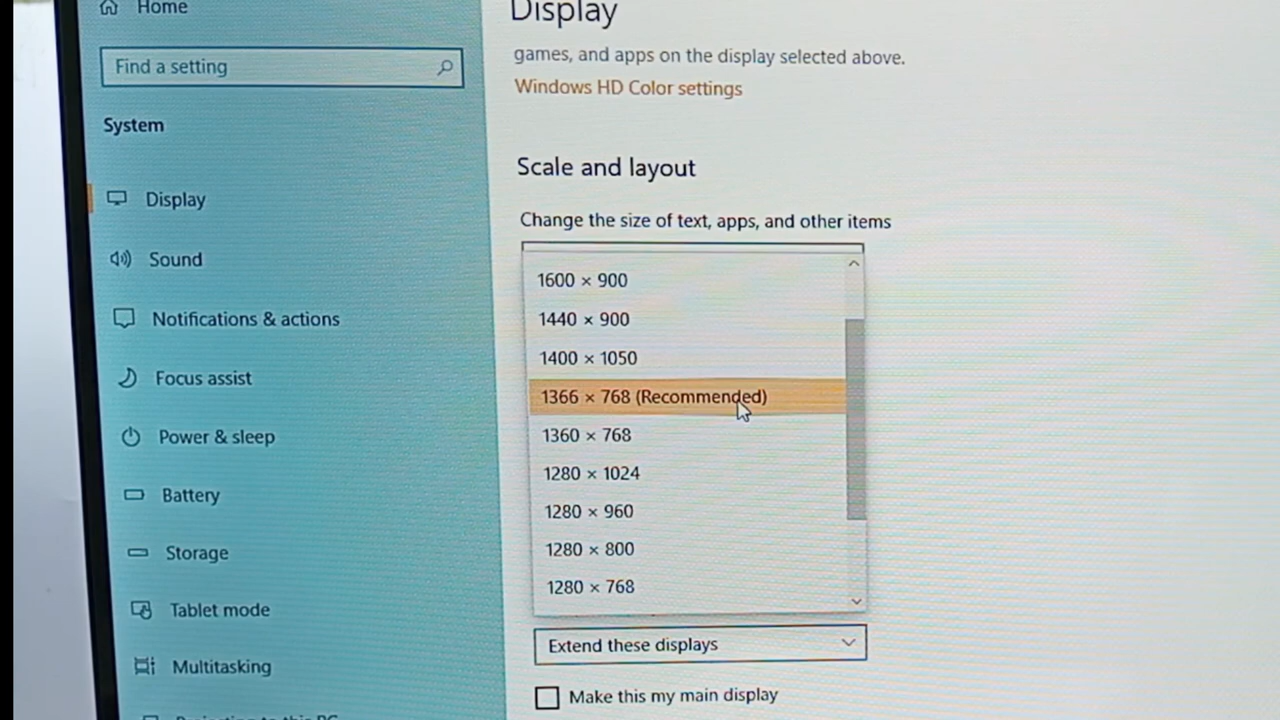 Home
Find a setting
System
Display
Sound
Notifications & actions
Focus assist
Power & sleep
Battery
Storage
Tablet mode
Multitasking
Display
games, and apps on the display selected above.
Windows HD Color settings
Scale and layout
Change the size of text, apps, and other items
1600 × 900
1440 × 900
1400 × 1050
1366 × 768 (Recommended)
1360 × 768
1280 × 1024
1280 × 960
1280 × 800
1280 × 768
Extend these displays
Make this my main display